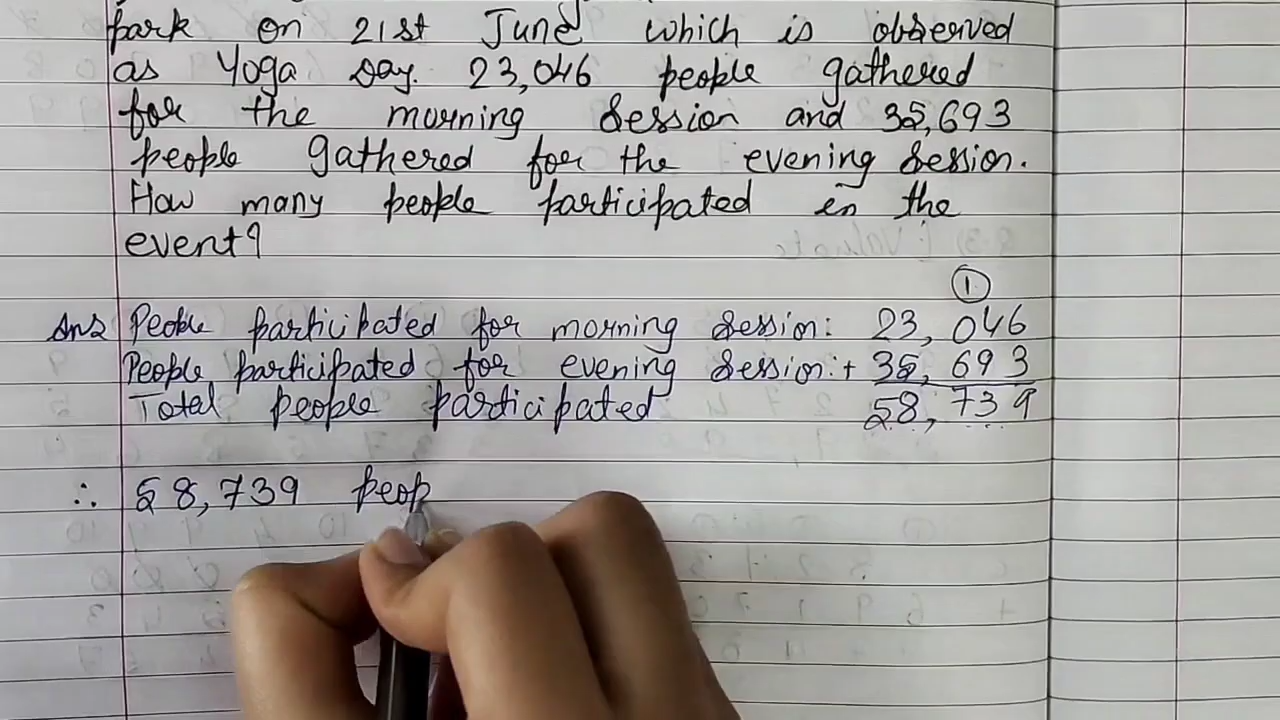 park on 21st June which is observed
as Yoga Day. 23,046 people gathered
for the morning session and 35,693
people gathered for the evening session.
How many people participated in the
event?
1
Ans People participated for morning session: 23,046
People participated for evening session: + 35,693
Total people participated 58,739
∴ 58,739 peop